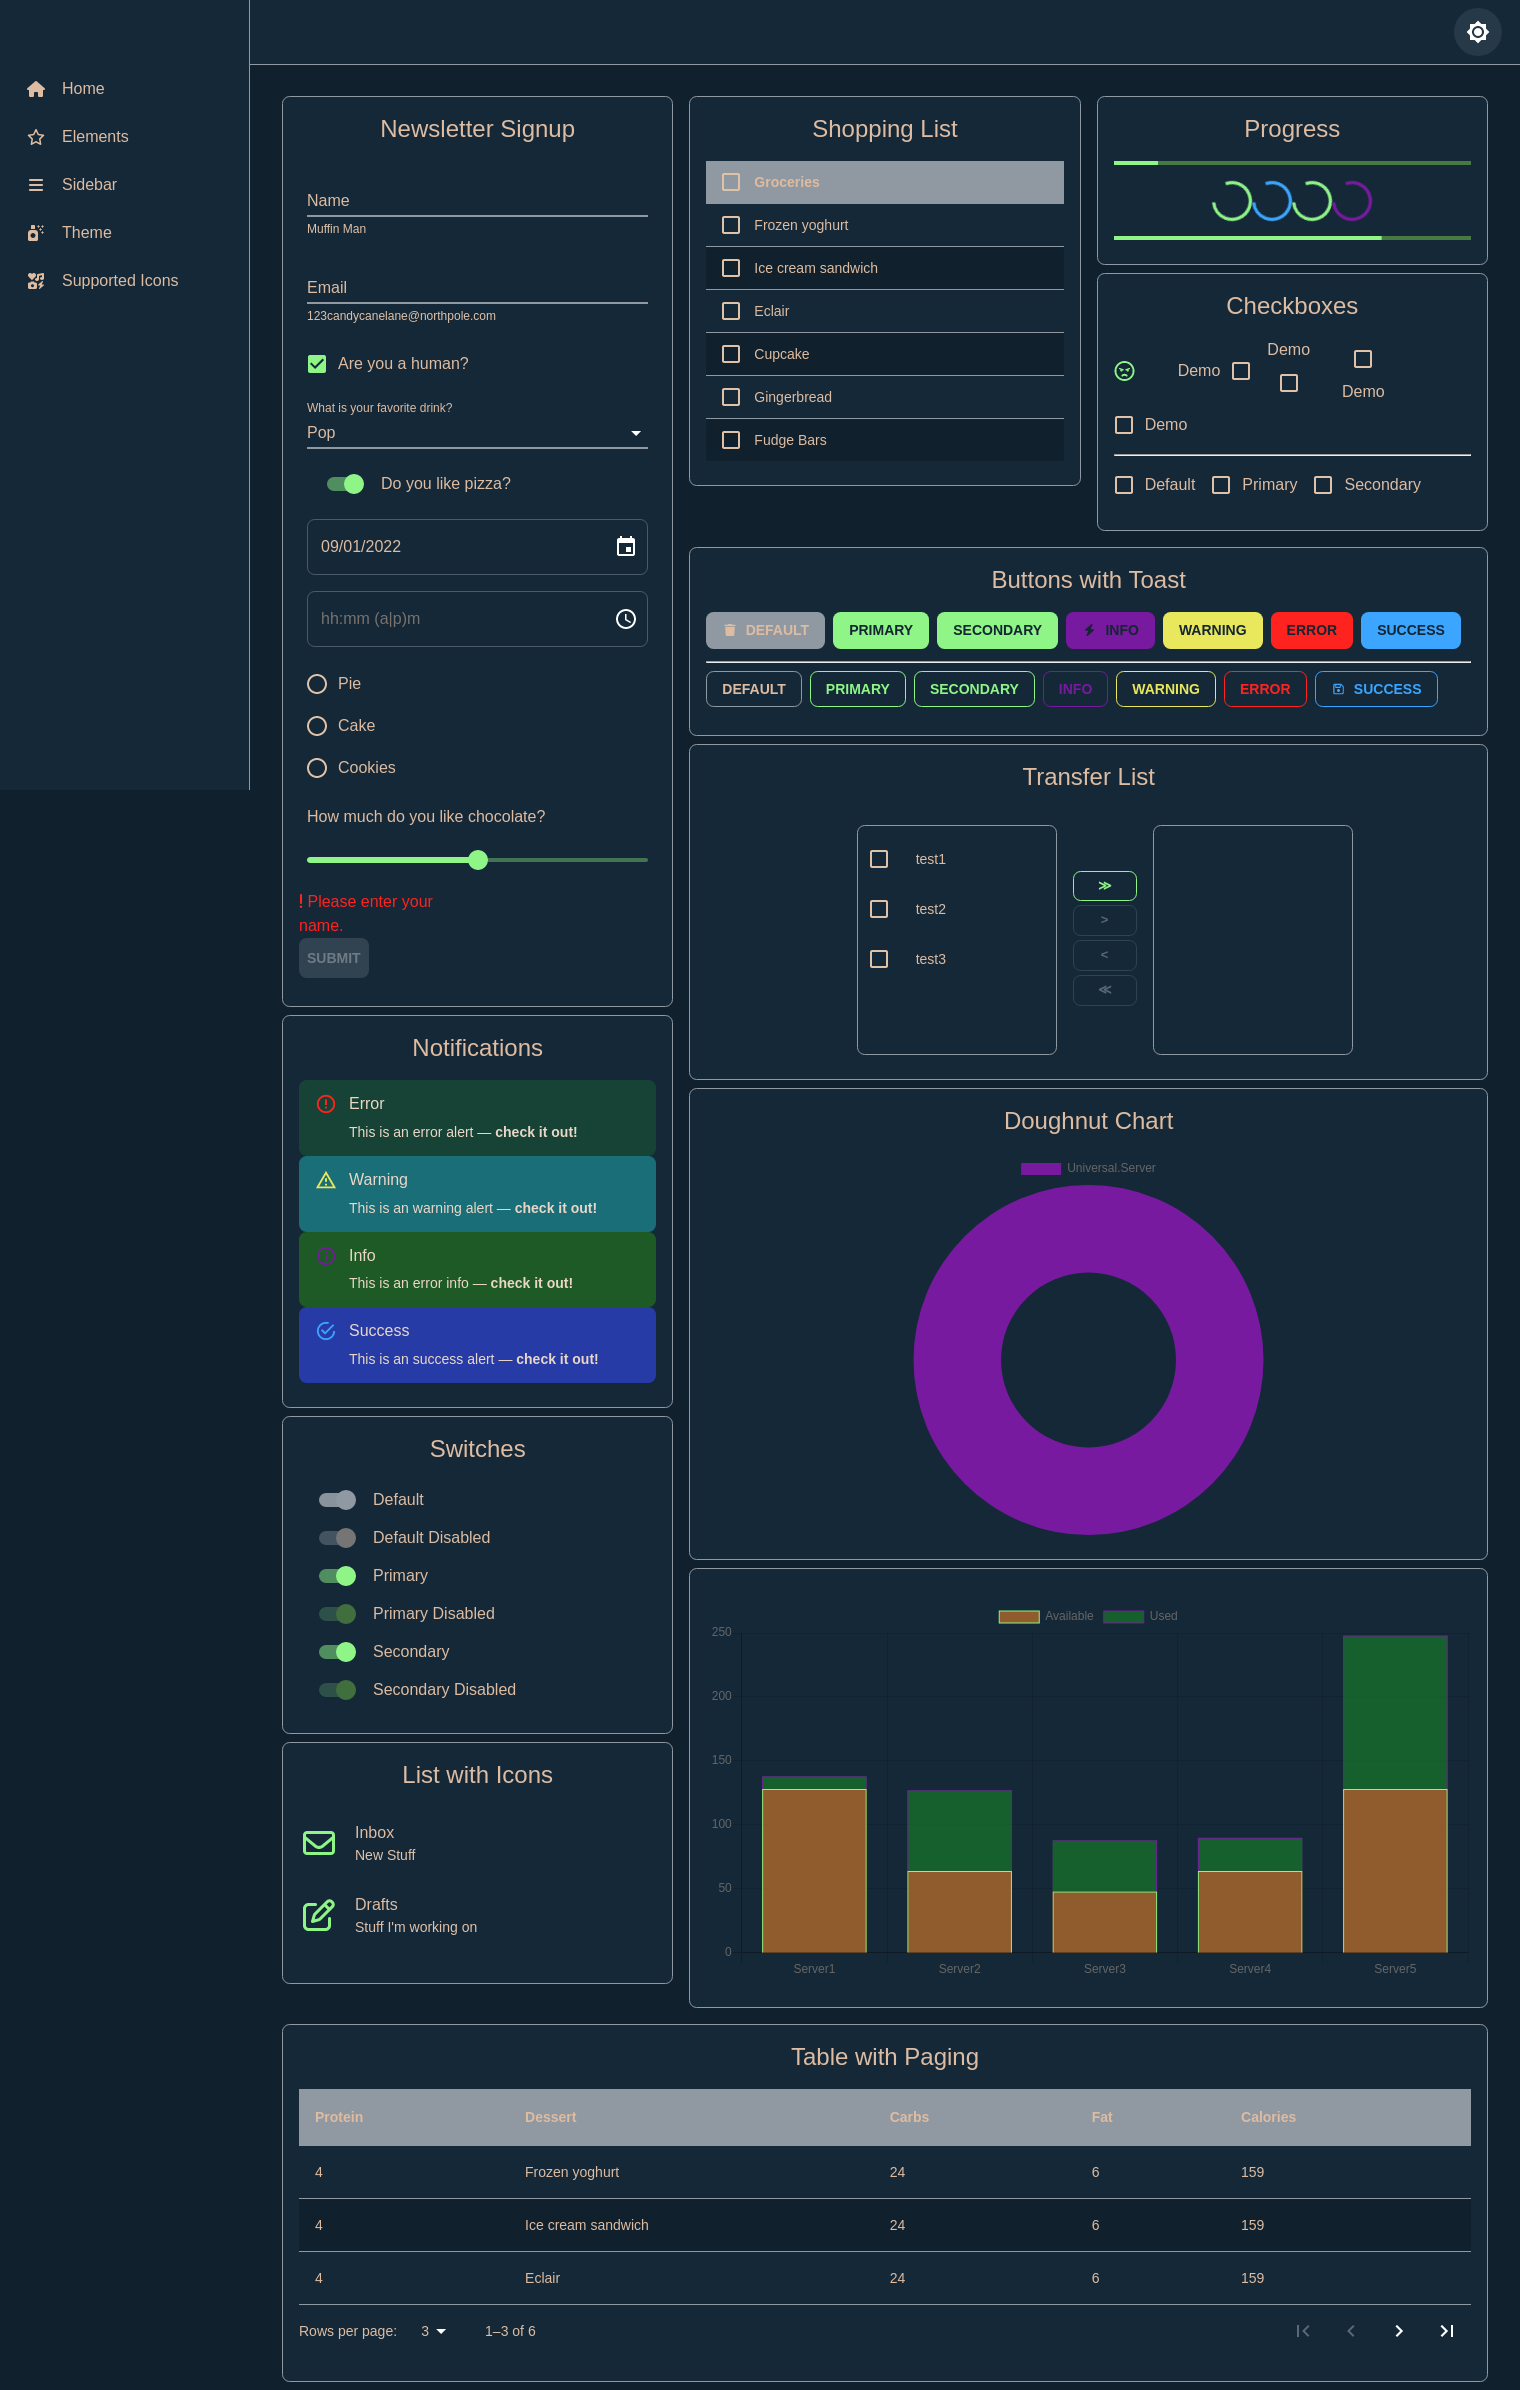 Home
Elements
Sidebar
Theme
Supported Icons
Newsletter Signup
Name
Muffin Man
Email
123candycanelane@northpole.com
Are you a human?
What is your favorite drink?
Pop
Do you like pizza?
09/01/2022
hh:mm (a|p)m
Pie
Cake
Cookies
How much do you like chocolate?
! Please enter your
name.
SUBMIT
Notifications
Error
This is an error alert — check it out!
Warning
This is an warning alert — check it out!
Info
This is an error info — check it out!
Success
This is an success alert — check it out!
Switches
Default
Default Disabled
Primary
Primary Disabled
Secondary
Secondary Disabled
List with Icons
Inbox
New Stuff
Drafts
Stuff I'm working on
Shopping List
Groceries
Frozen yoghurt
Ice cream sandwich
Eclair
Cupcake
Gingerbread
Fudge Bars
Progress
Checkboxes
Demo
Demo
Demo
Demo
Default Primary Secondary
Buttons with Toast
DEFAULT PRIMARY SECONDARY INFO WARNING ERROR SUCCESS
DEFAULT PRIMARY SECONDARY INFO WARNING ERROR SUCCESS
Transfer List
test1
test2
test3
≫
>
<
≪
Doughnut Chart
Universal.Server
Available Used
250
200
150
100
50
0
Server1 Server2 Server3 Server4 Server5
Table with Paging
Protein Dessert Carbs Fat Calories
4 Frozen yoghurt 24 6 159
4 Ice cream sandwich 24 6 159
4 Eclair 24 6 159
Rows per page: 3 1–3 of 6